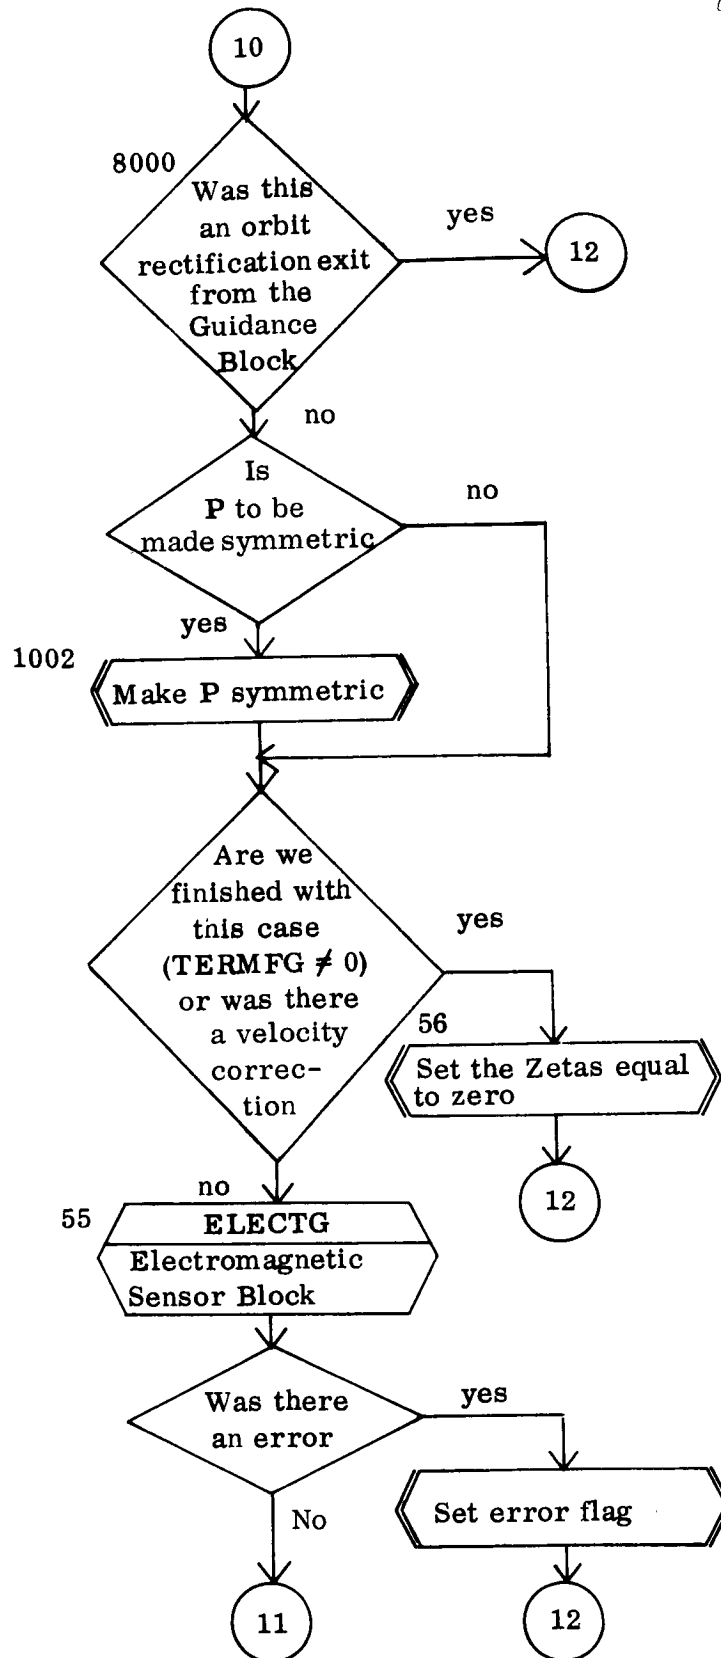 10
8000
Was this
an orbit
rectification exit
from the
Guidance
Block
yes
12
no
Is
P to be
made symmetric
no
yes
1002
Make P symmetric
Are we
finished with
this case
(TERMFG ≠ 0)
or was there
a velocity
correc-
tion
yes
56
Set the Zetas equal
to zero
12
no
55
ELECTG
Electromagnetic
Sensor Block
Was there
an error
yes
Set error flag
No
11
12